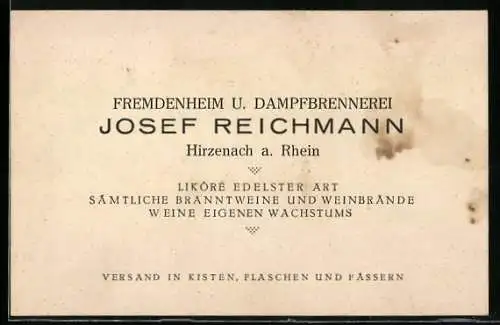 FREMDENHEIM U. DAMPFBRENNEREI
JOSEF REICHMANN
Hirzenach a. Rhein
LIKÖRE EDELSTER ART
SÄMTLICHE BRANNTWEINE UND WEINBRÄNDE
WEINE EIGENEN WACHSTUMS
VERSAND IN KISTEN, FLASCHEN UND FÄSSERN